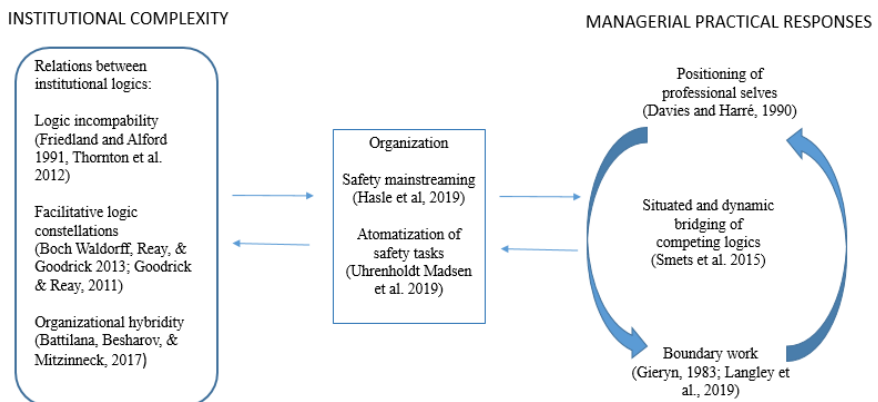 INSTITUTIONAL COMPLEXITY
MANAGERIAL PRACTICAL RESPONSES
Relations between
institutional logics:
Logic incompability
(Friedland and Alford
1991, Thornton et al.
2012)
Facilitative logic
constellations
(Boch Waldorff, Reay, &
Goodrick 2013; Goodrick
& Reay, 2011)
Organizational hybridity
(Battilana, Besharov, &
Mitzinneck, 2017)
Organization
Safety mainstreaming
(Hasle et al, 2019)
Atomatization of
safety tasks
(Uhrenholdt Madsen
et al. 2019)
Positioning of
professional selves
(Davies and Harré, 1990)
Situated and dynamic
bridging of
competing logics
(Smets et al. 2015)
Boundary work
(Gieryn, 1983; Langley et
al., 2019)